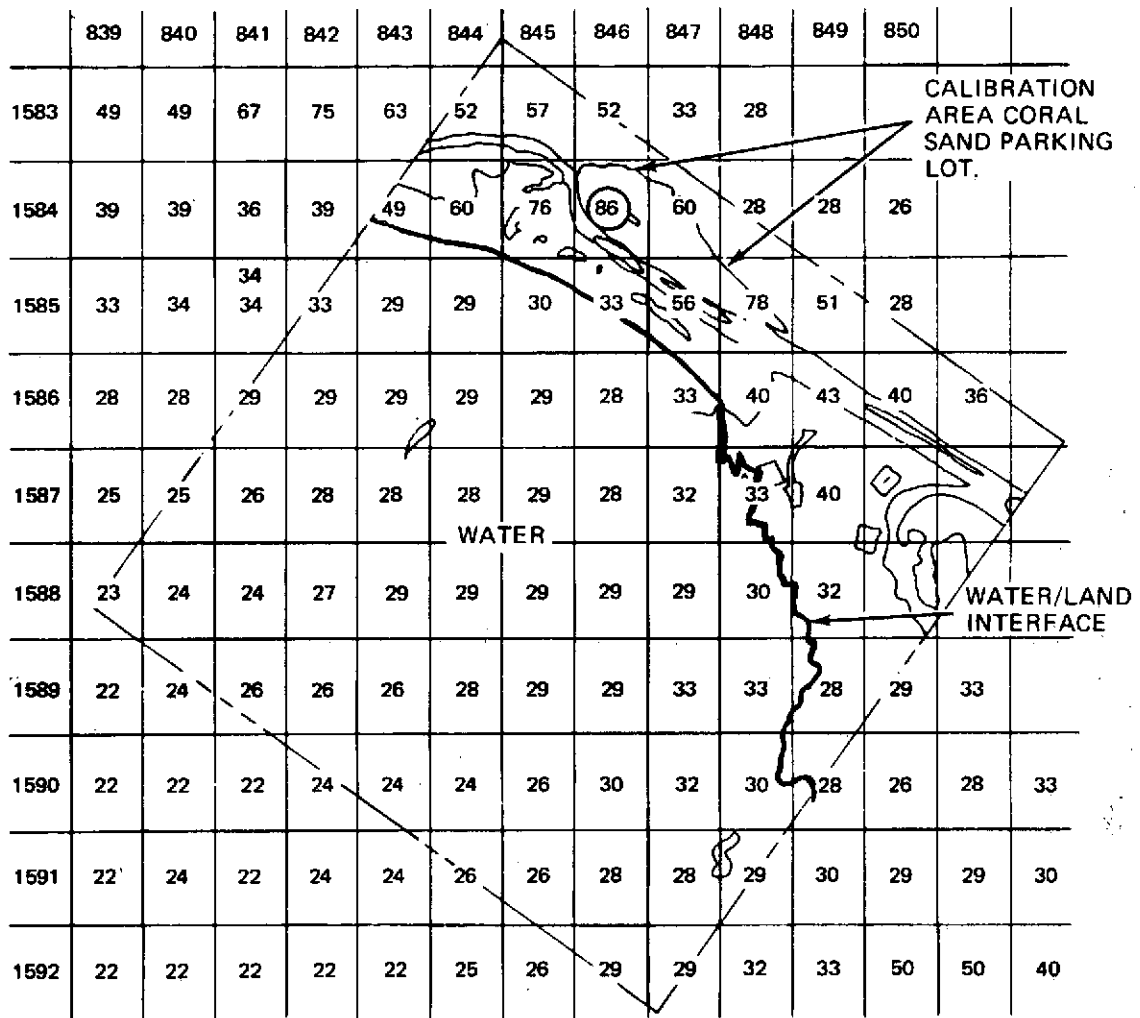 839 840 841 842 843 844 845 846 847 848 849 850
CALIBRATION
AREA CORAL
SAND PARKING
LOT.
1583 49 49 67 75 63 52 57 52 33 28
1584 39 39 36 39 49 60 76 86 60 28 28 26
34
1585 33 34 34 33 29 29 30 33 56 78 51 28
1586 28 28 29 29 29 29 29 28 33 40 43 40 36
1587 25 25 26 28 28 28 29 28 32 33 40
WATER
1588 23 24 24 27 29 29 29 29 29 30 32
WATER/LAND
INTERFACE
1589 22 24 26 26 26 28 29 29 33 33 28 29 33
1590 22 22 22 24 24 24 26 30 32 30 28 26 28 33
1591 22 24 22 24 24 26 26 28 28 29 30 29 29 30
1592 22 22 22 22 22 25 26 29 29 32 33 50 50 40